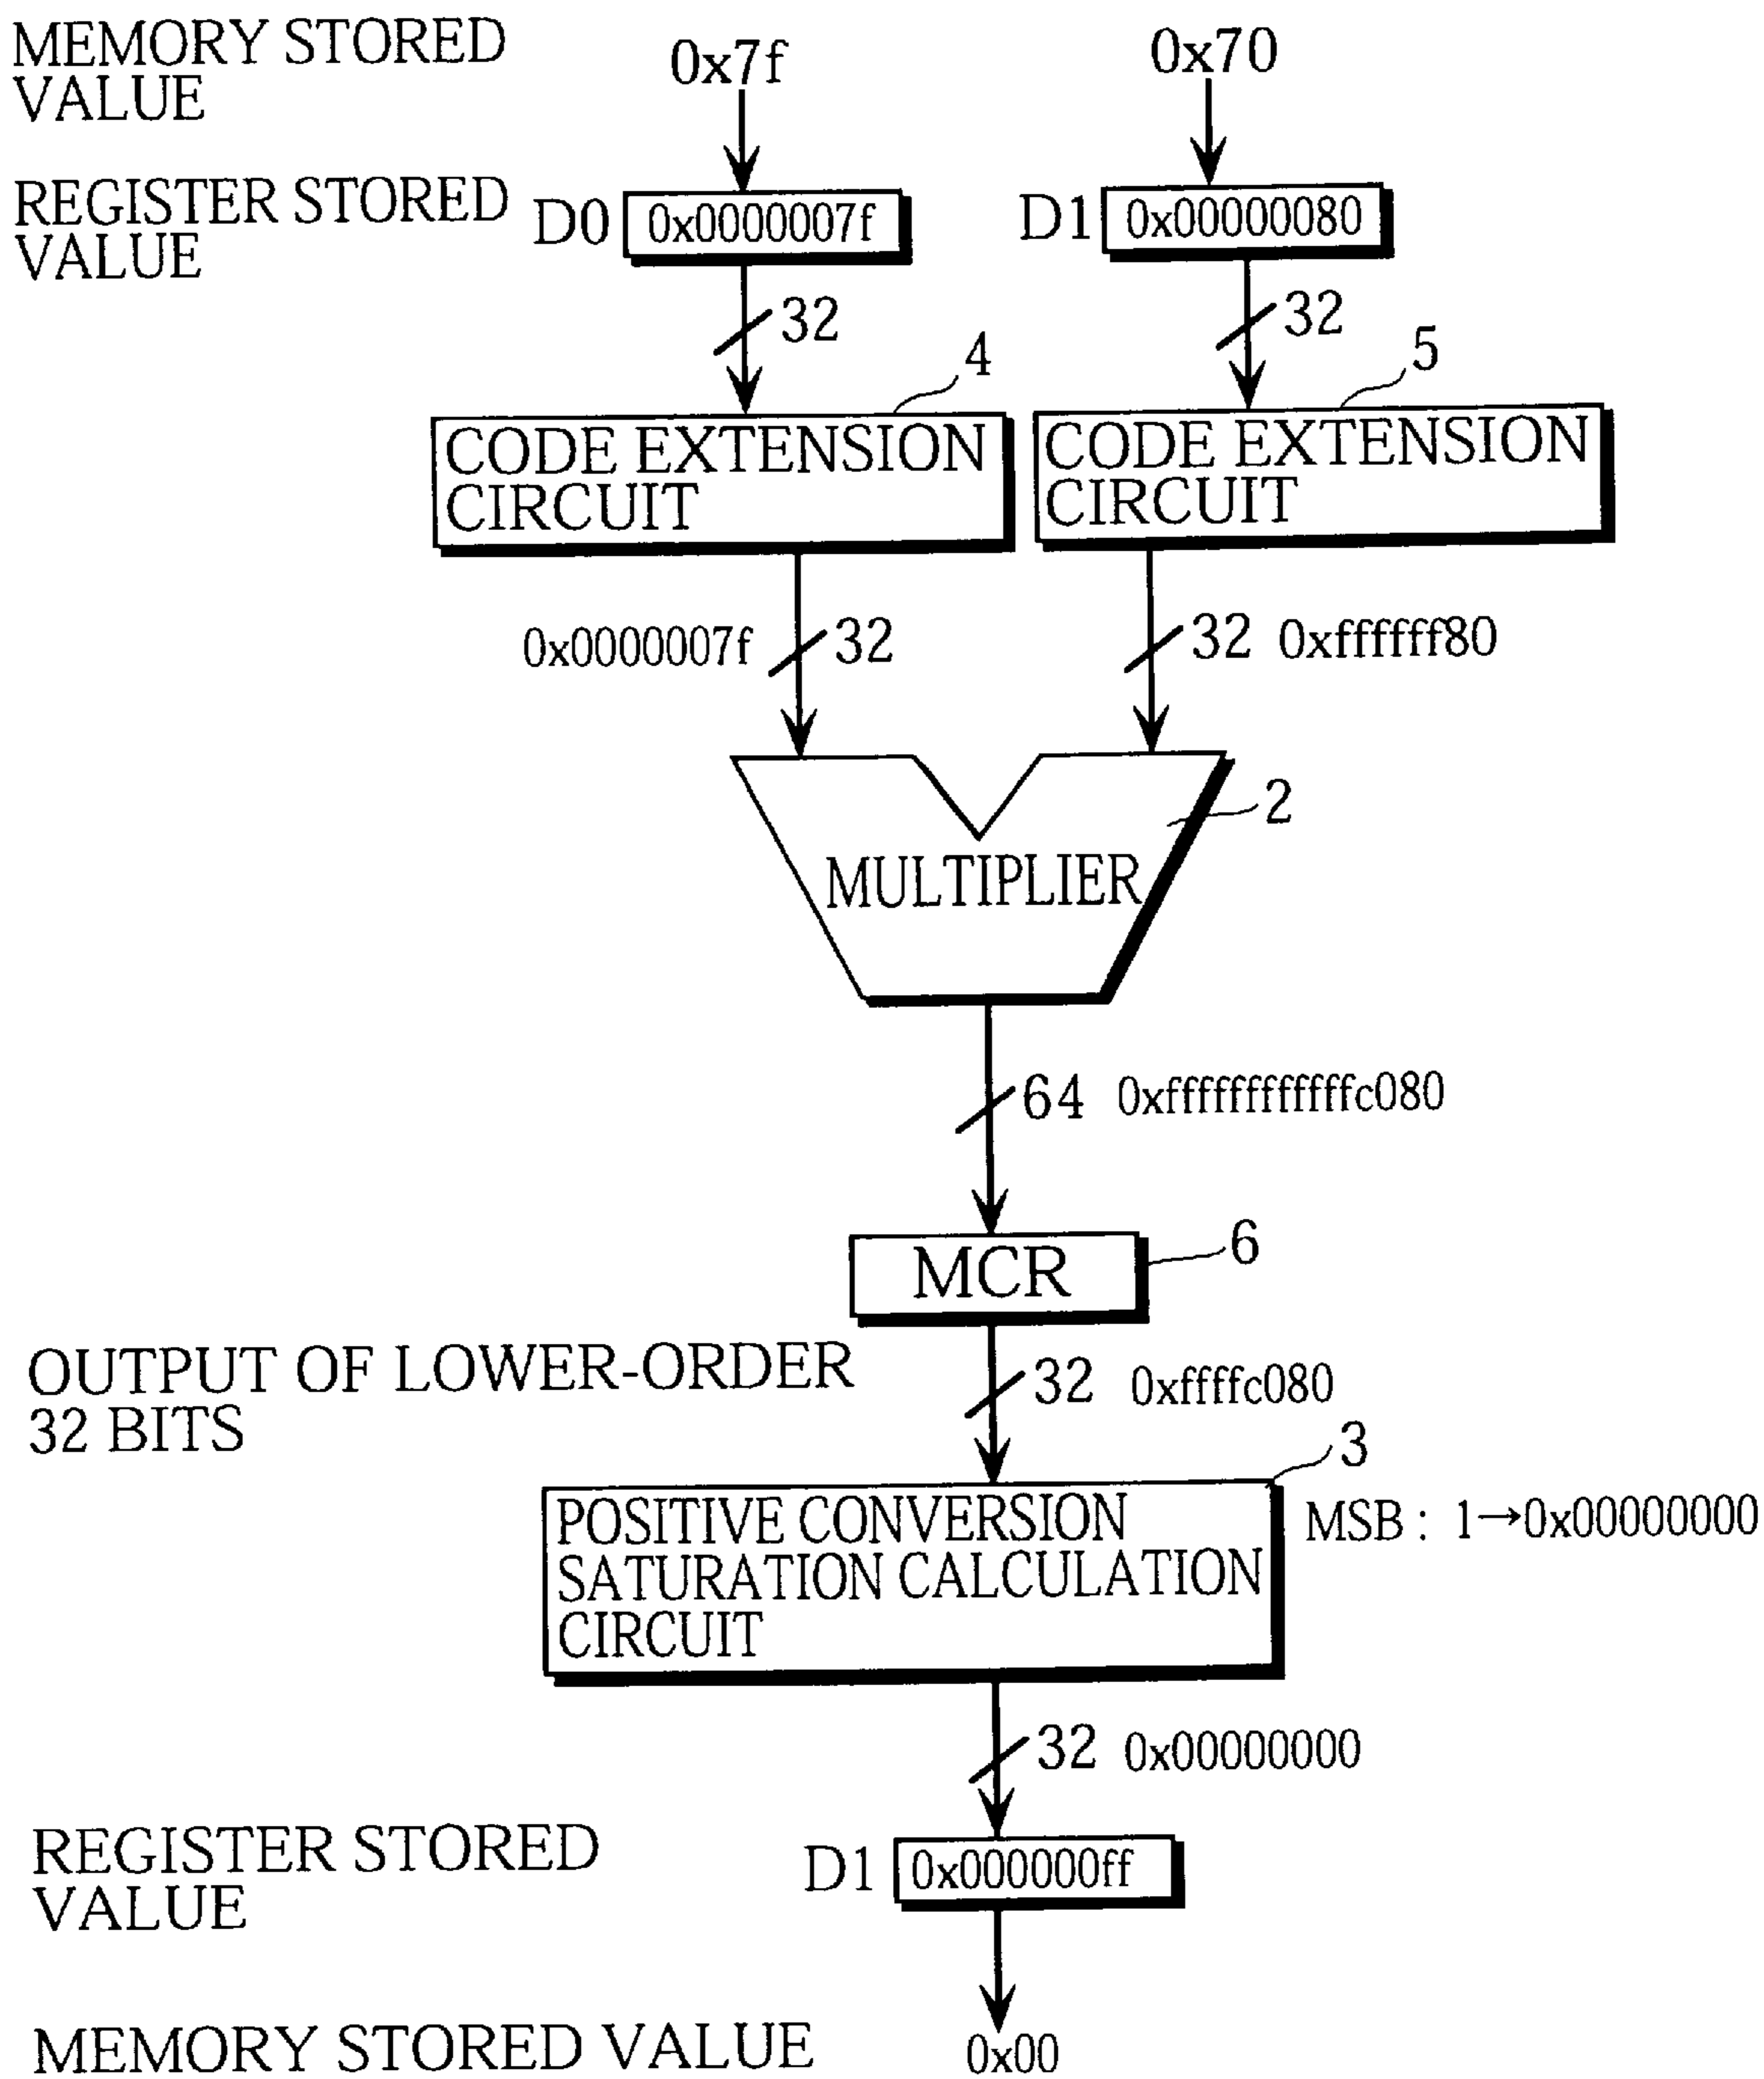 MEMORY STORED
VALUE
0x7f
0x70
REGISTER STORED
VALUE
D0
0x0000007f
D1
0x00000080
32
32
4
5
CODE EXTENSION
CIRCUIT
CODE EXTENSION
CIRCUIT
0x0000007f
32
32
0xffffff80
2
MULTIPLIER
64
0xffffffffffffc080
6
MCR
OUTPUT OF LOWER-ORDER
32 BITS
32
0xffffc080
3
POSITIVE CONVERSION
SATURATION CALCULATION
CIRCUIT
MSB : 1→0x00000000
32
0x00000000
REGISTER STORED
VALUE
D1
0x000000ff
MEMORY STORED VALUE
0x00